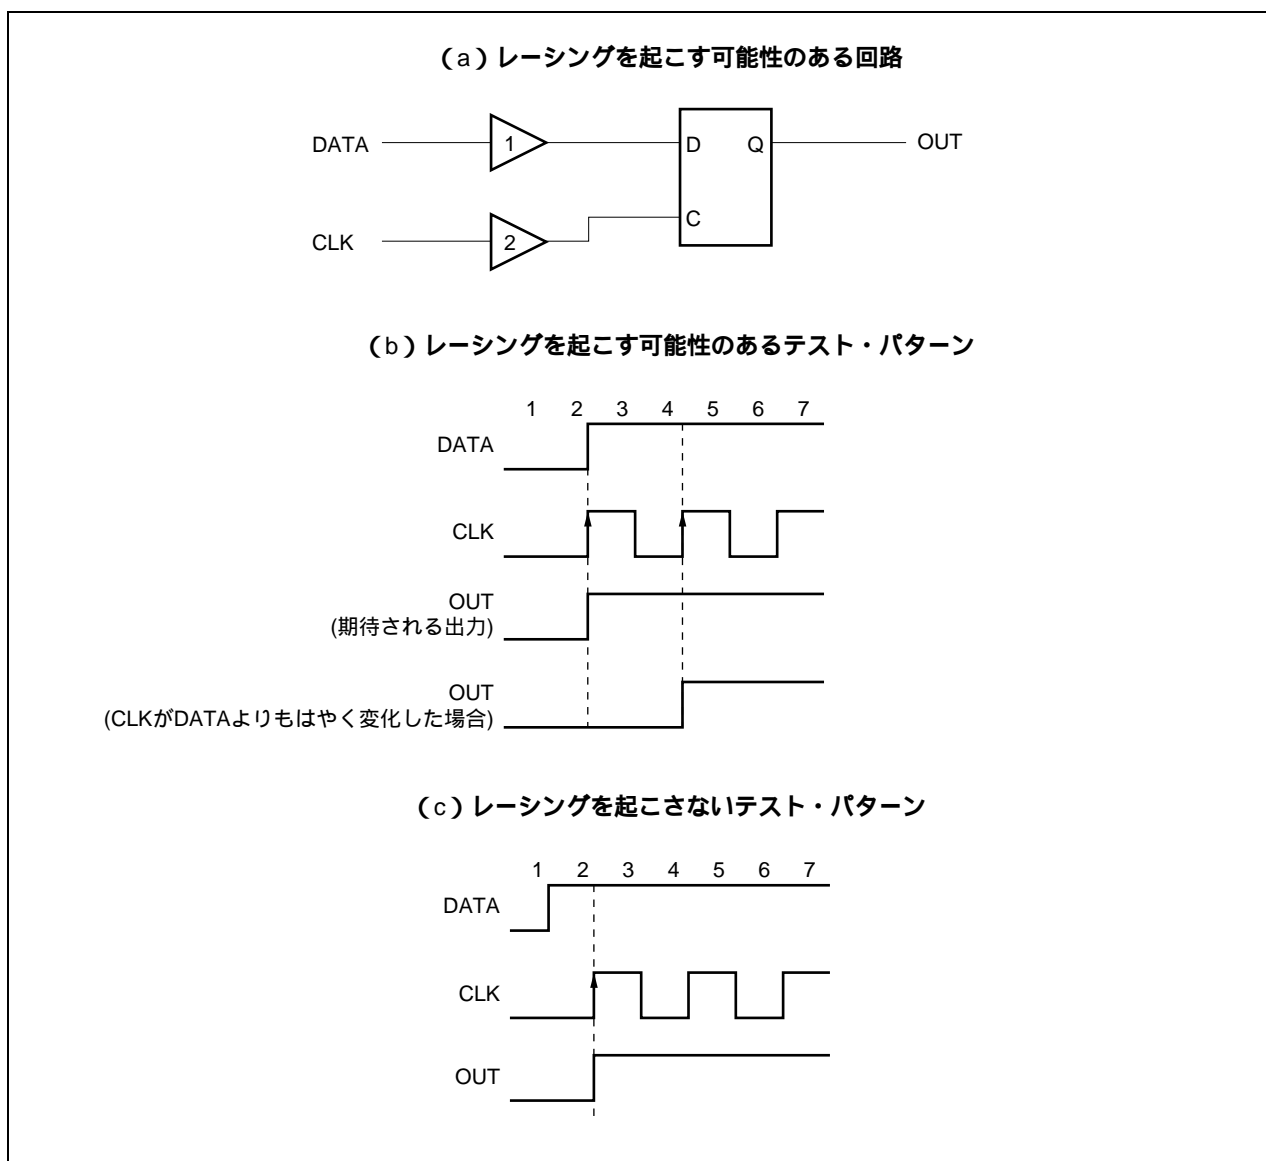 （a）レーシングを起こす可能性のある回路
DATA
1
D
Q
OUT
CLK
2
C
（b）レーシングを起こす可能性のあるテスト・パターン
1 2 3 4 5 6 7
DATA
CLK
OUT
(期待される出力)
OUT
(CLKがDATAよりもはやく変化した場合)
（c）レーシングを起こさないテスト・パターン
1 2 3 4 5 6 7
DATA
CLK
OUT